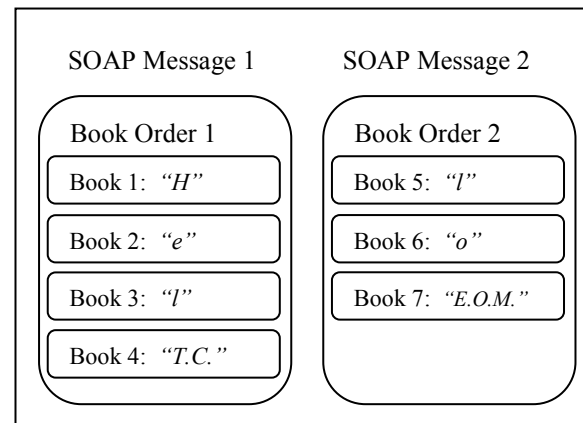 SOAP Message 1
Book Order 1
Book 1: “H”
Book 2: “e”
Book 3: “l”
Book 4: “T.C.”
SOAP Message 2
Book Order 2
Book 5: “l”
Book 6: “o”
Book 7: “E.O.M.”